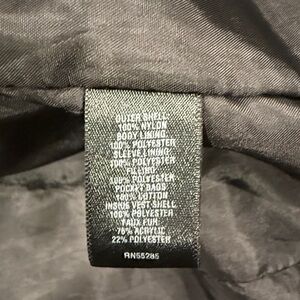 OUTER SHELL
100% NYLON
BODY LINING
100% POLYESTER
SLEEVE LINING
100% POLYESTER
FILLING
100% POLYESTER
POCKET BAGS
100% COTTON
INSIDE VEST SHELL
100% POLYESTER
FAUX FUR
78% ACRYLIC
22% POLYESTER
RN55285